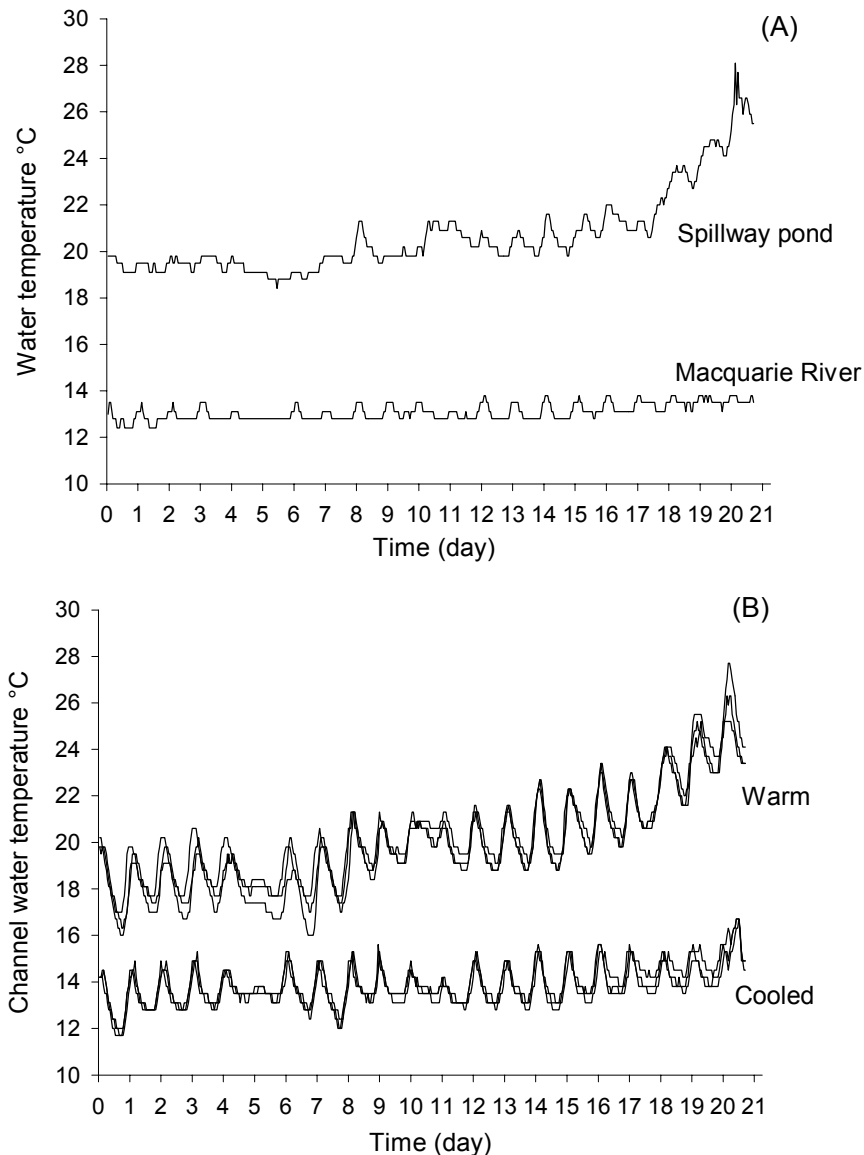 (A)
30
28
26
24
22
20
18
16
14
12
10
Water temperature °C
Spillway pond
Macquarie River
0 1 2 3 4 5 6 7 8 9 10 11 12 13 14 15 16 17 18 19 20 21
Time (day)
(B)
30
28
26
24
22
20
18
16
14
12
10
Channel water temperature °C
Warm
Cooled
0 1 2 3 4 5 6 7 8 9 10 11 12 13 14 15 16 17 18 19 20 21
Time (day)